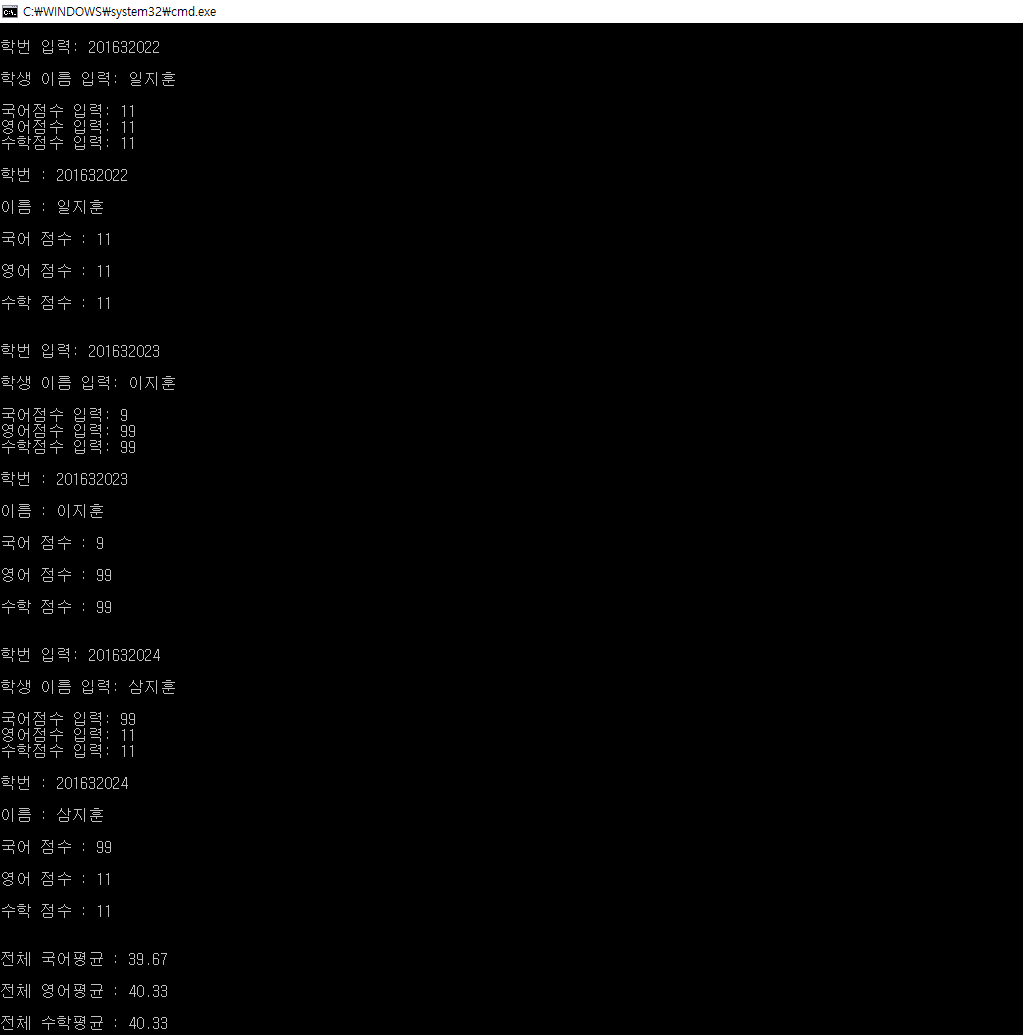 C:₩WINDOWS₩system32₩cmd.exe
학번 입력: 201632022
학생 이름 입력: 일지훈
국어점수 입력: 11
영어점수 입력: 11
수학점수 입력: 11
학번 : 201632022
이름 : 일지훈
국어 점수 : 11
영어 점수 : 11
수학 점수 : 11
학번 입력: 201632023
학생 이름 입력: 이지훈
국어점수 입력: 9
영어점수 입력: 99
수학점수 입력: 99
학번 : 201632023
이름 : 이지훈
국어 점수 : 9
영어 점수 : 99
수학 점수 : 99
학번 입력: 201632024
학생 이름 입력: 삼지훈
국어점수 입력: 99
영어점수 입력: 11
수학점수 입력: 11
학번 : 201632024
이름 : 삼지훈
국어 점수 : 99
영어 점수 : 11
수학 점수 : 11
전체 국어평균 : 39.67
전체 영어평균 : 40.33
전체 수학평균 : 40.33